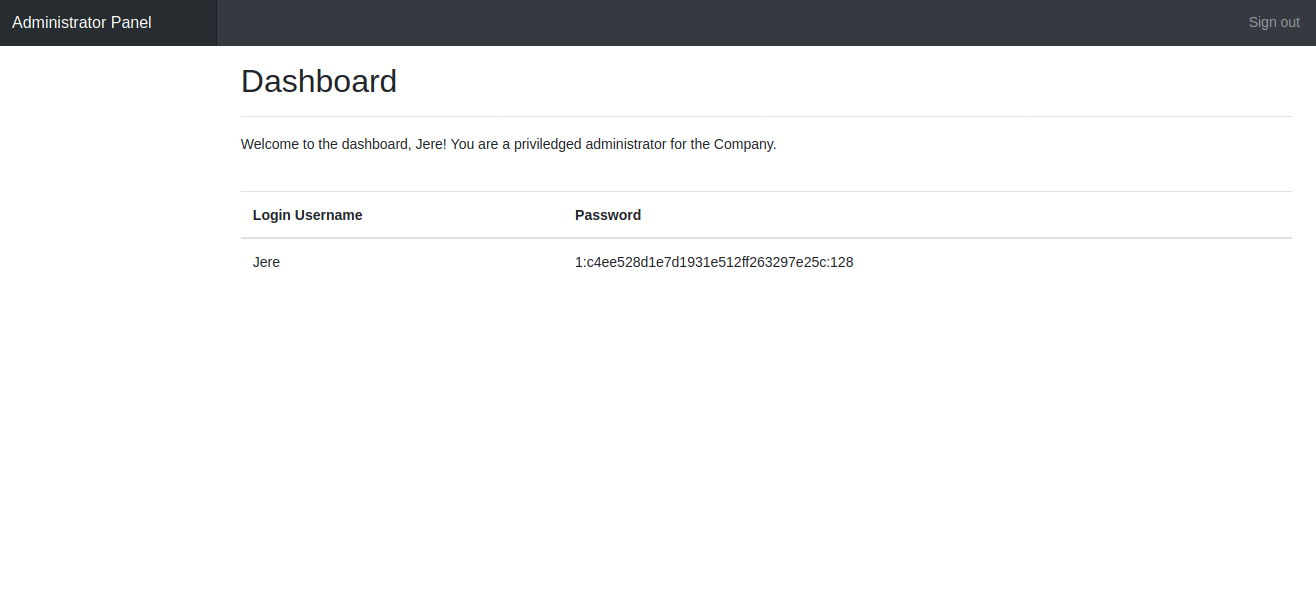 Administrator Panel
Sign out
Dashboard
Welcome to the dashboard, Jere! You are a priviledged administrator for the Company.
Login Username Password
Jere 1:c4ee528d1e7d1931e512ff263297e25c:128